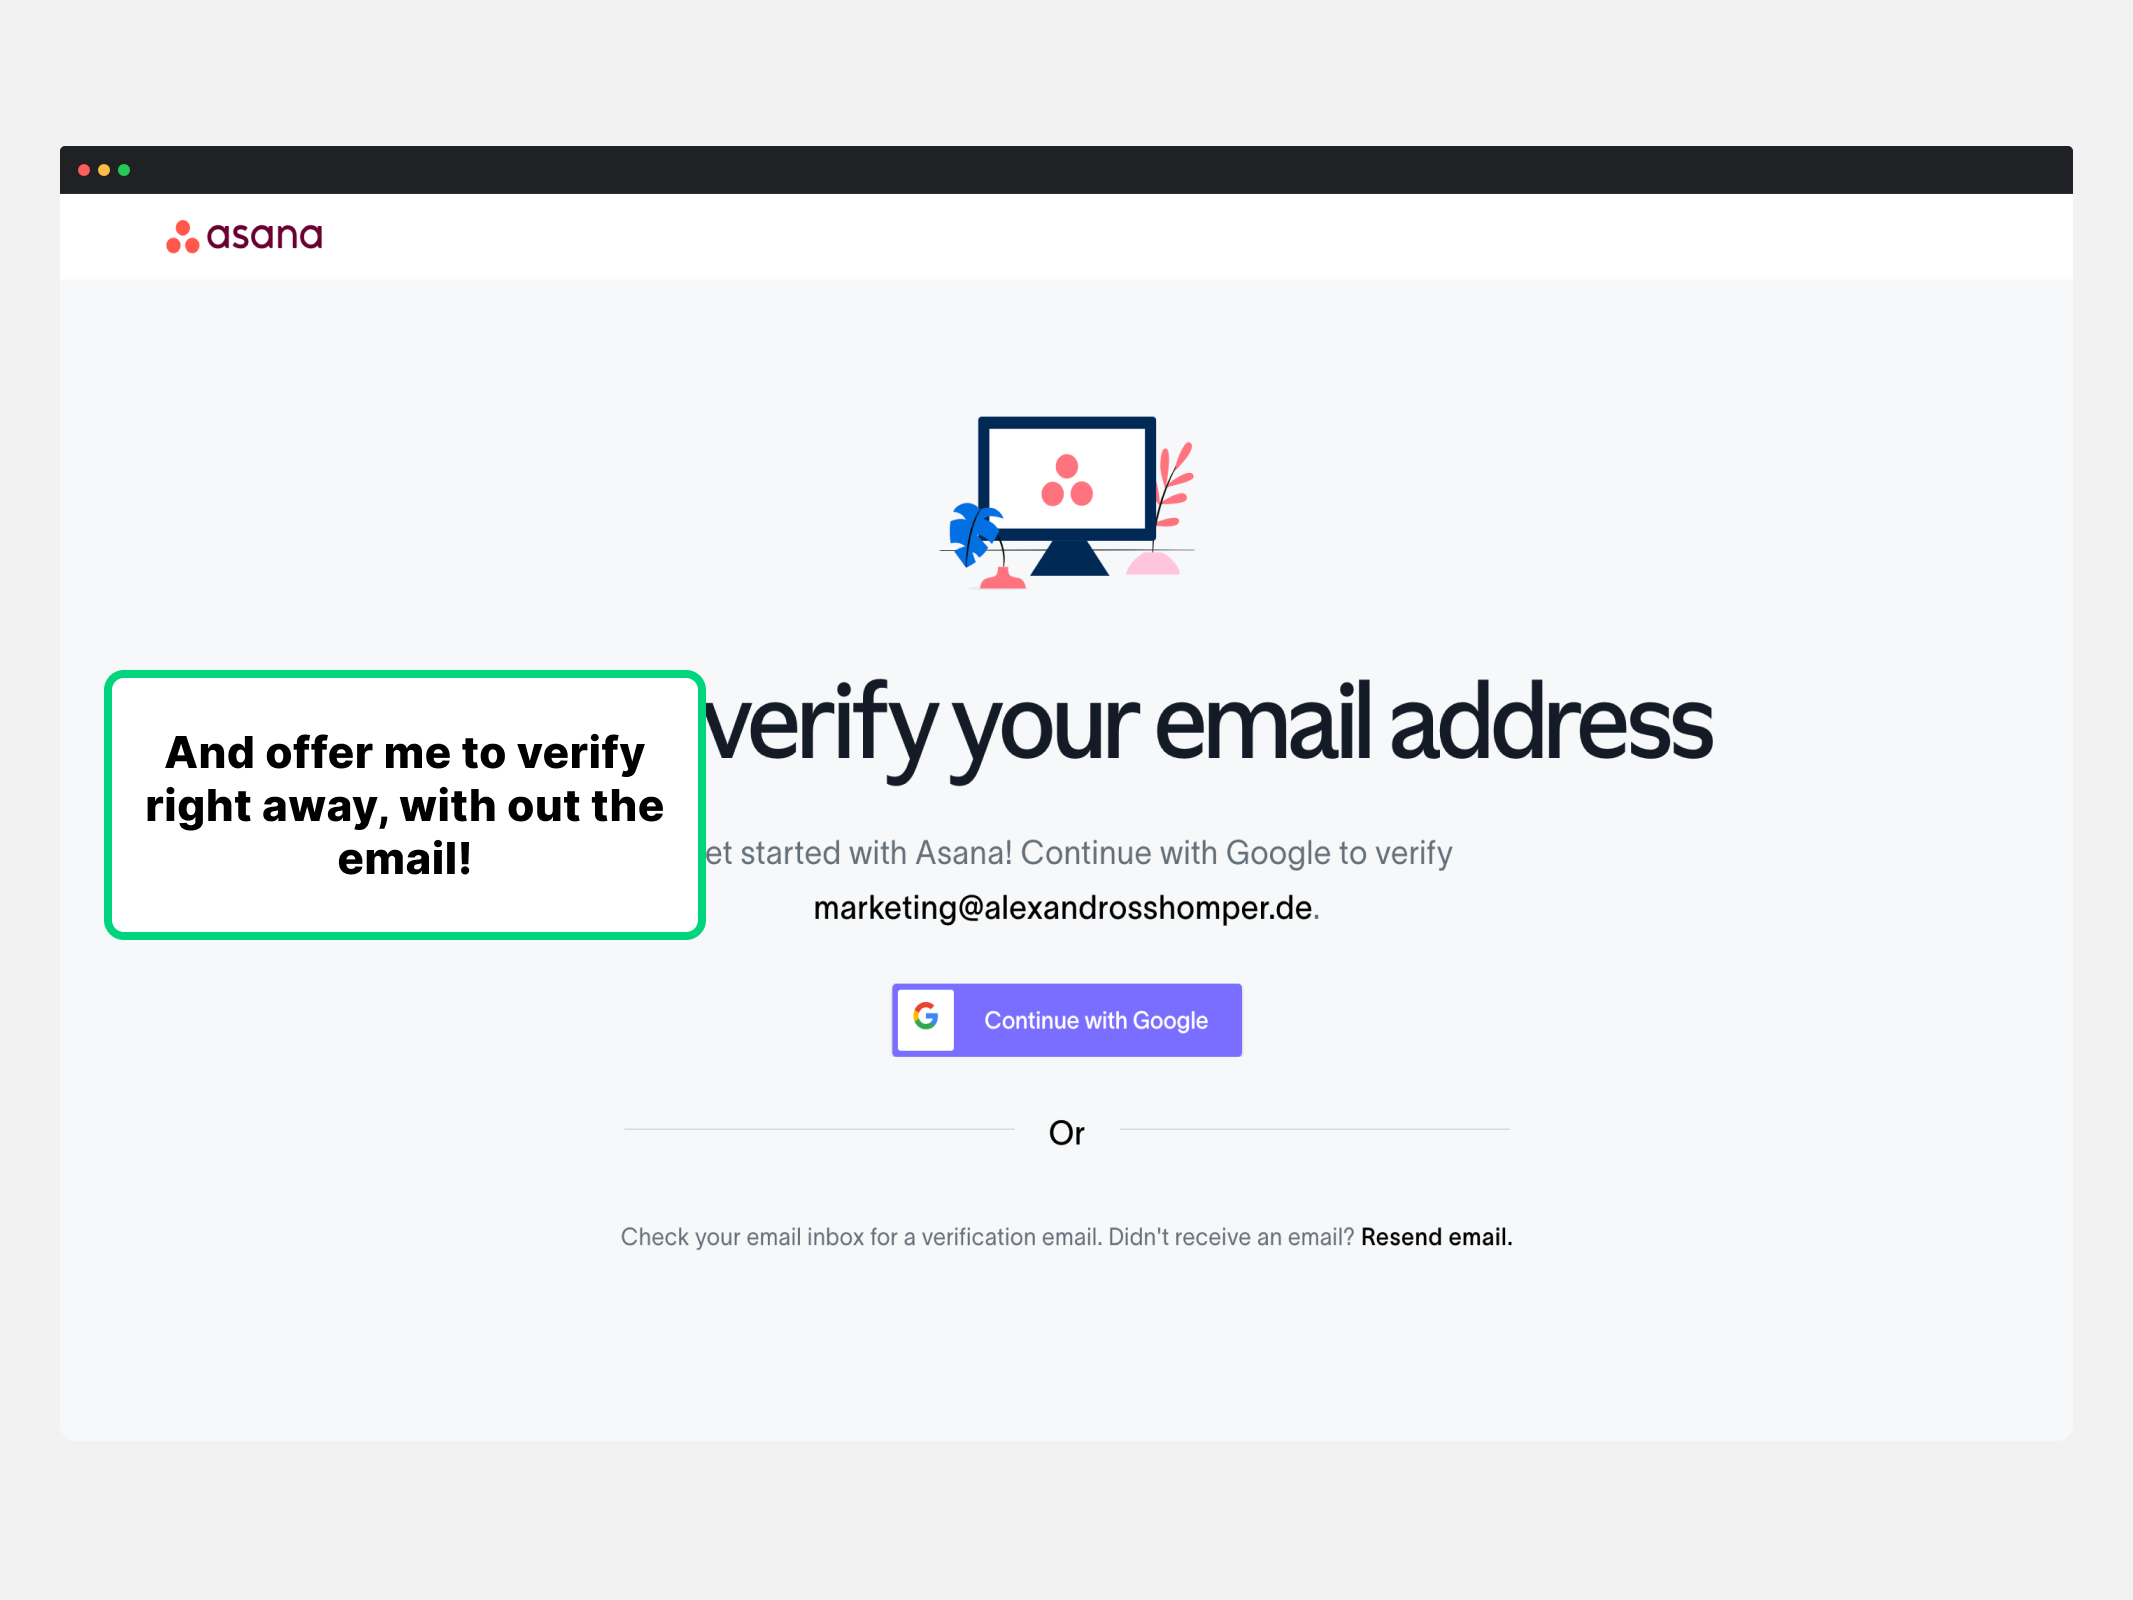 asana
verify your email address
And offer me to verify
right away, with out the
email!
et started with Asana! Continue with Google to verify
marketing@alexandrosshomper.de.
Continue with Google
Or
Check your email inbox for a verification email. Didn't receive an email? Resend email.